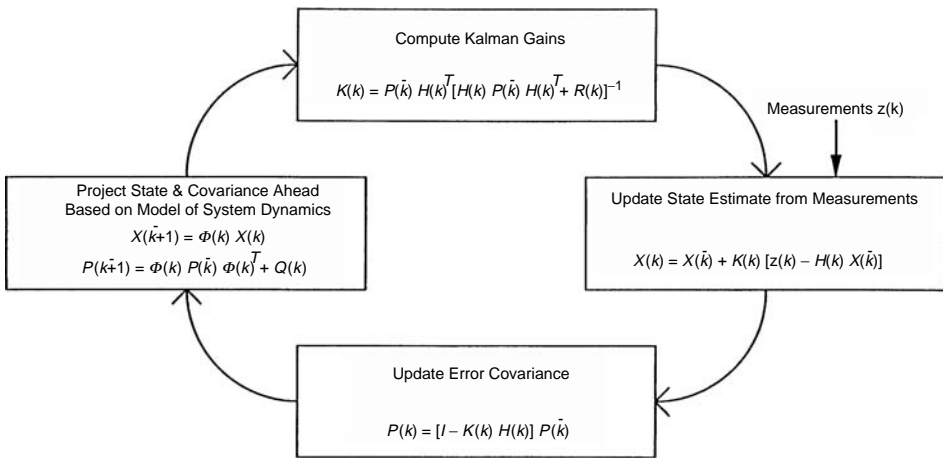 Compute Kalman Gains
K(k) = P(k̄) H(k)ᵀ[H(k) P(k̄) H(k)ᵀ + R(k)]⁻¹
Measurements z(k)
Project State & Covariance Ahead
Based on Model of System Dynamics
X(k̄+1) = Φ(k) X(k)
P(k̄+1) = Φ(k) P(k̄) Φ(k)ᵀ + Q(k)
Update State Estimate from Measurements
X(k) = X(k̄) + K(k) [z(k) – H(k) X(k̄)]
Update Error Covariance
P(k) = [I – K(k) H(k)] P(k̄)